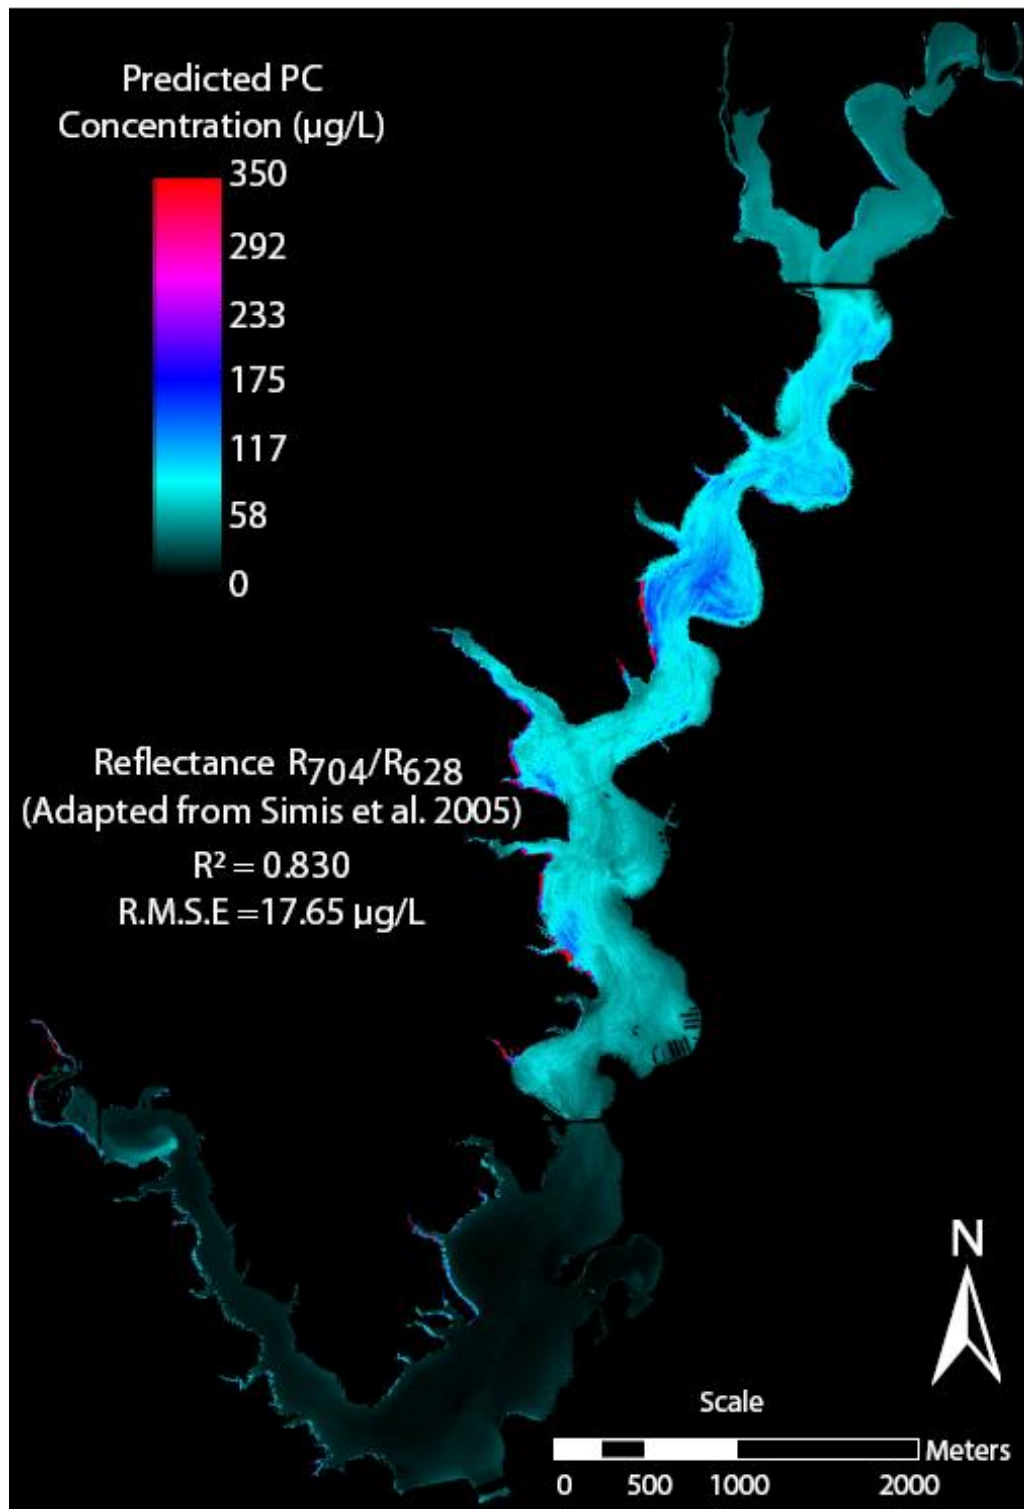 Predicted PC
Concentration (µg/L)
350
292
233
175
117
58
0
Reflectance R704/R628
(Adapted from Simis et al. 2005)
R² = 0.830
R.M.S.E =17.65 µg/L
N
Scale
Meters
0 500 1000 2000